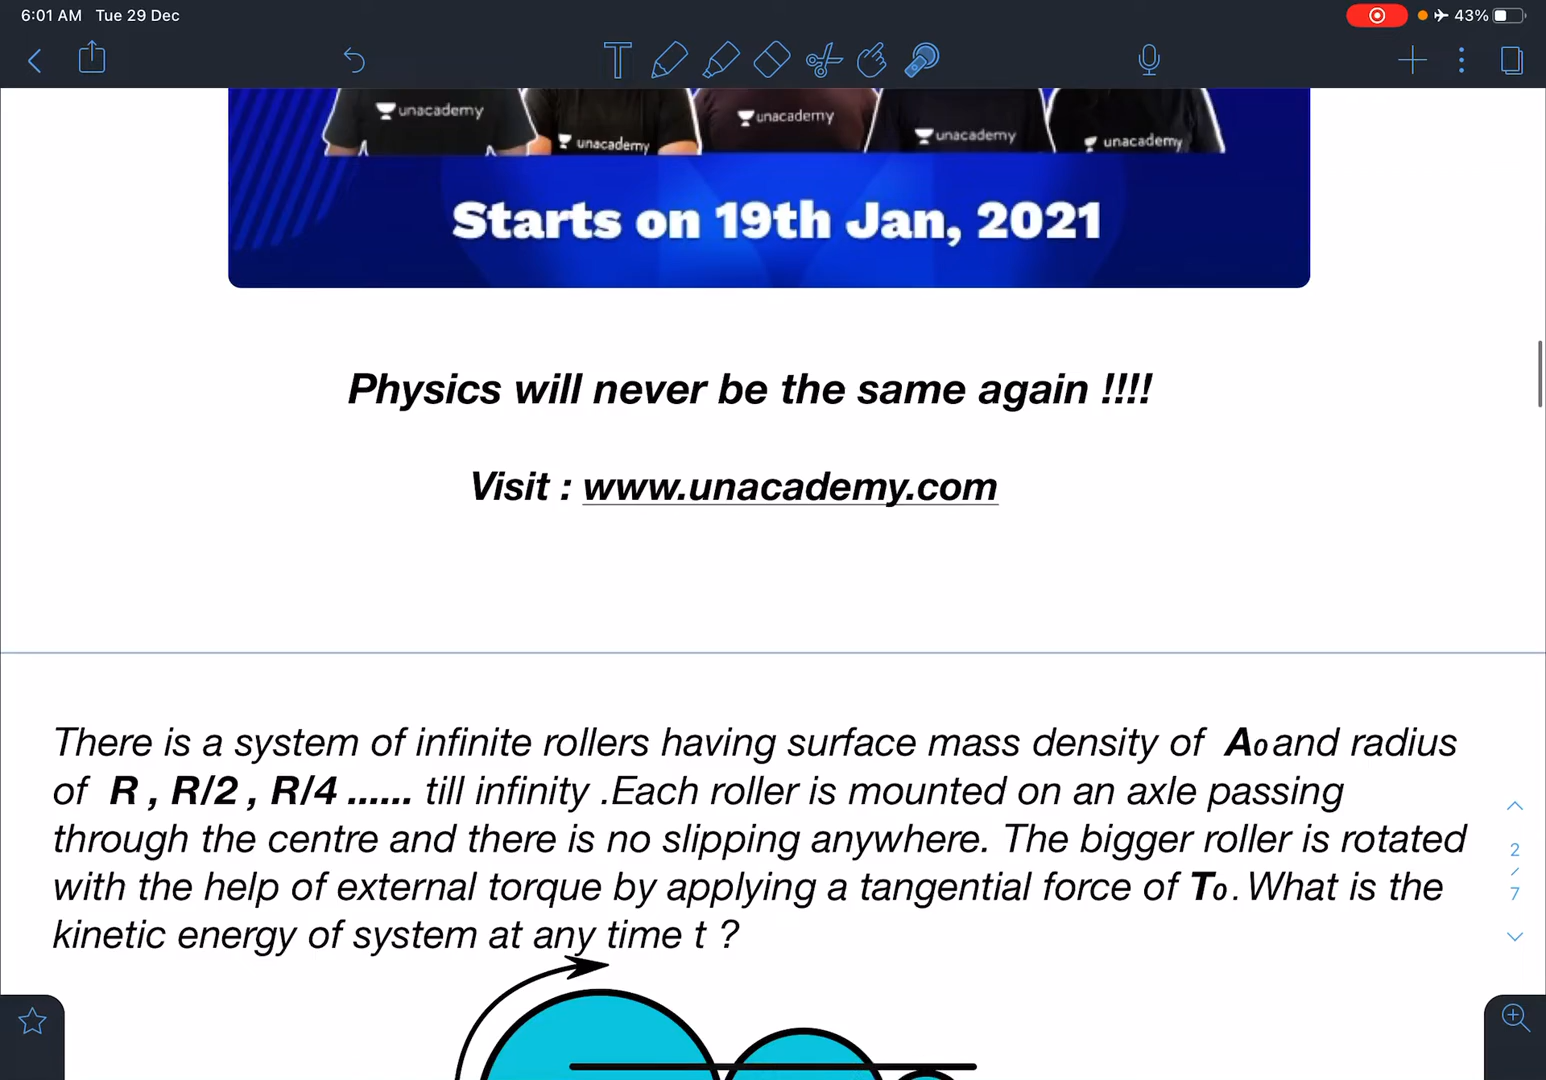 6:01 AM Tue 29 Dec
43%
unacademy
unacademy
unacademy
unacademy
unacademy
Starts on 19th Jan, 2021
Physics will never be the same again !!!!
Visit : www.unacademy.com
There is a system of infinite rollers having surface mass density of A₀ and radius
of R , R/2 , R/4 ...... till infinity .Each roller is mounted on an axle passing
through the centre and there is no slipping anywhere. The bigger roller is rotated
with the help of external torque by applying a tangential force of T₀. What is the
kinetic energy of system at any time t ?
2
/
7